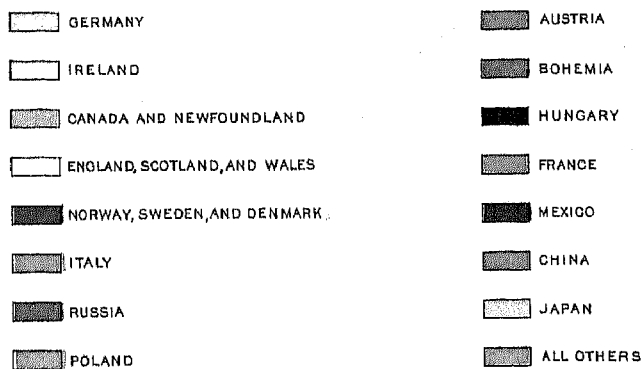 GERMANY
IRELAND
CANADA AND NEWFOUNDLAND
ENGLAND, SCOTLAND, AND WALES
NORWAY, SWEDEN, AND DENMARK
ITALY
RUSSIA
POLAND
AUSTRIA
BOHEMIA
HUNGARY
FRANCE
MEXICO
CHINA
JAPAN
ALL OTHERS